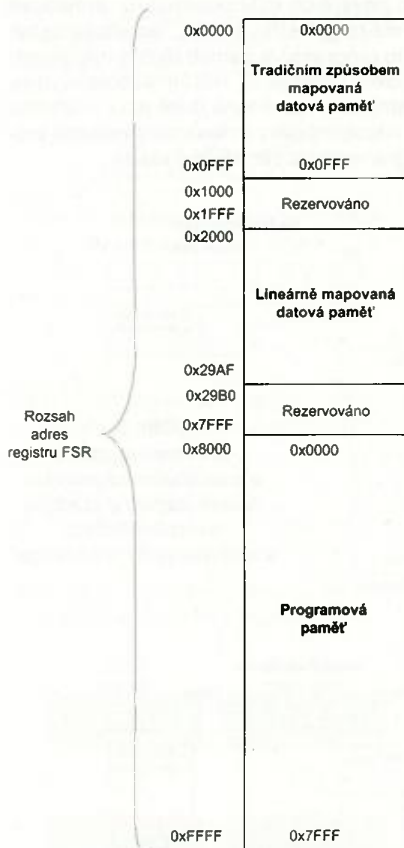 0x0000 0x0000
Tradičním způsobem
mapovaná
datová paměť
0x0FFF 0x0FFF
0x1000
Rezervováno
0x1FFF
0x2000
Lineárně mapovaná
datová paměť
0x29AF
0x29B0
Rezervováno
0x7FFF
Rozsah
adres
registru FSR
0x8000 0x0000
Programová
paměť
0xFFFF 0x7FFF